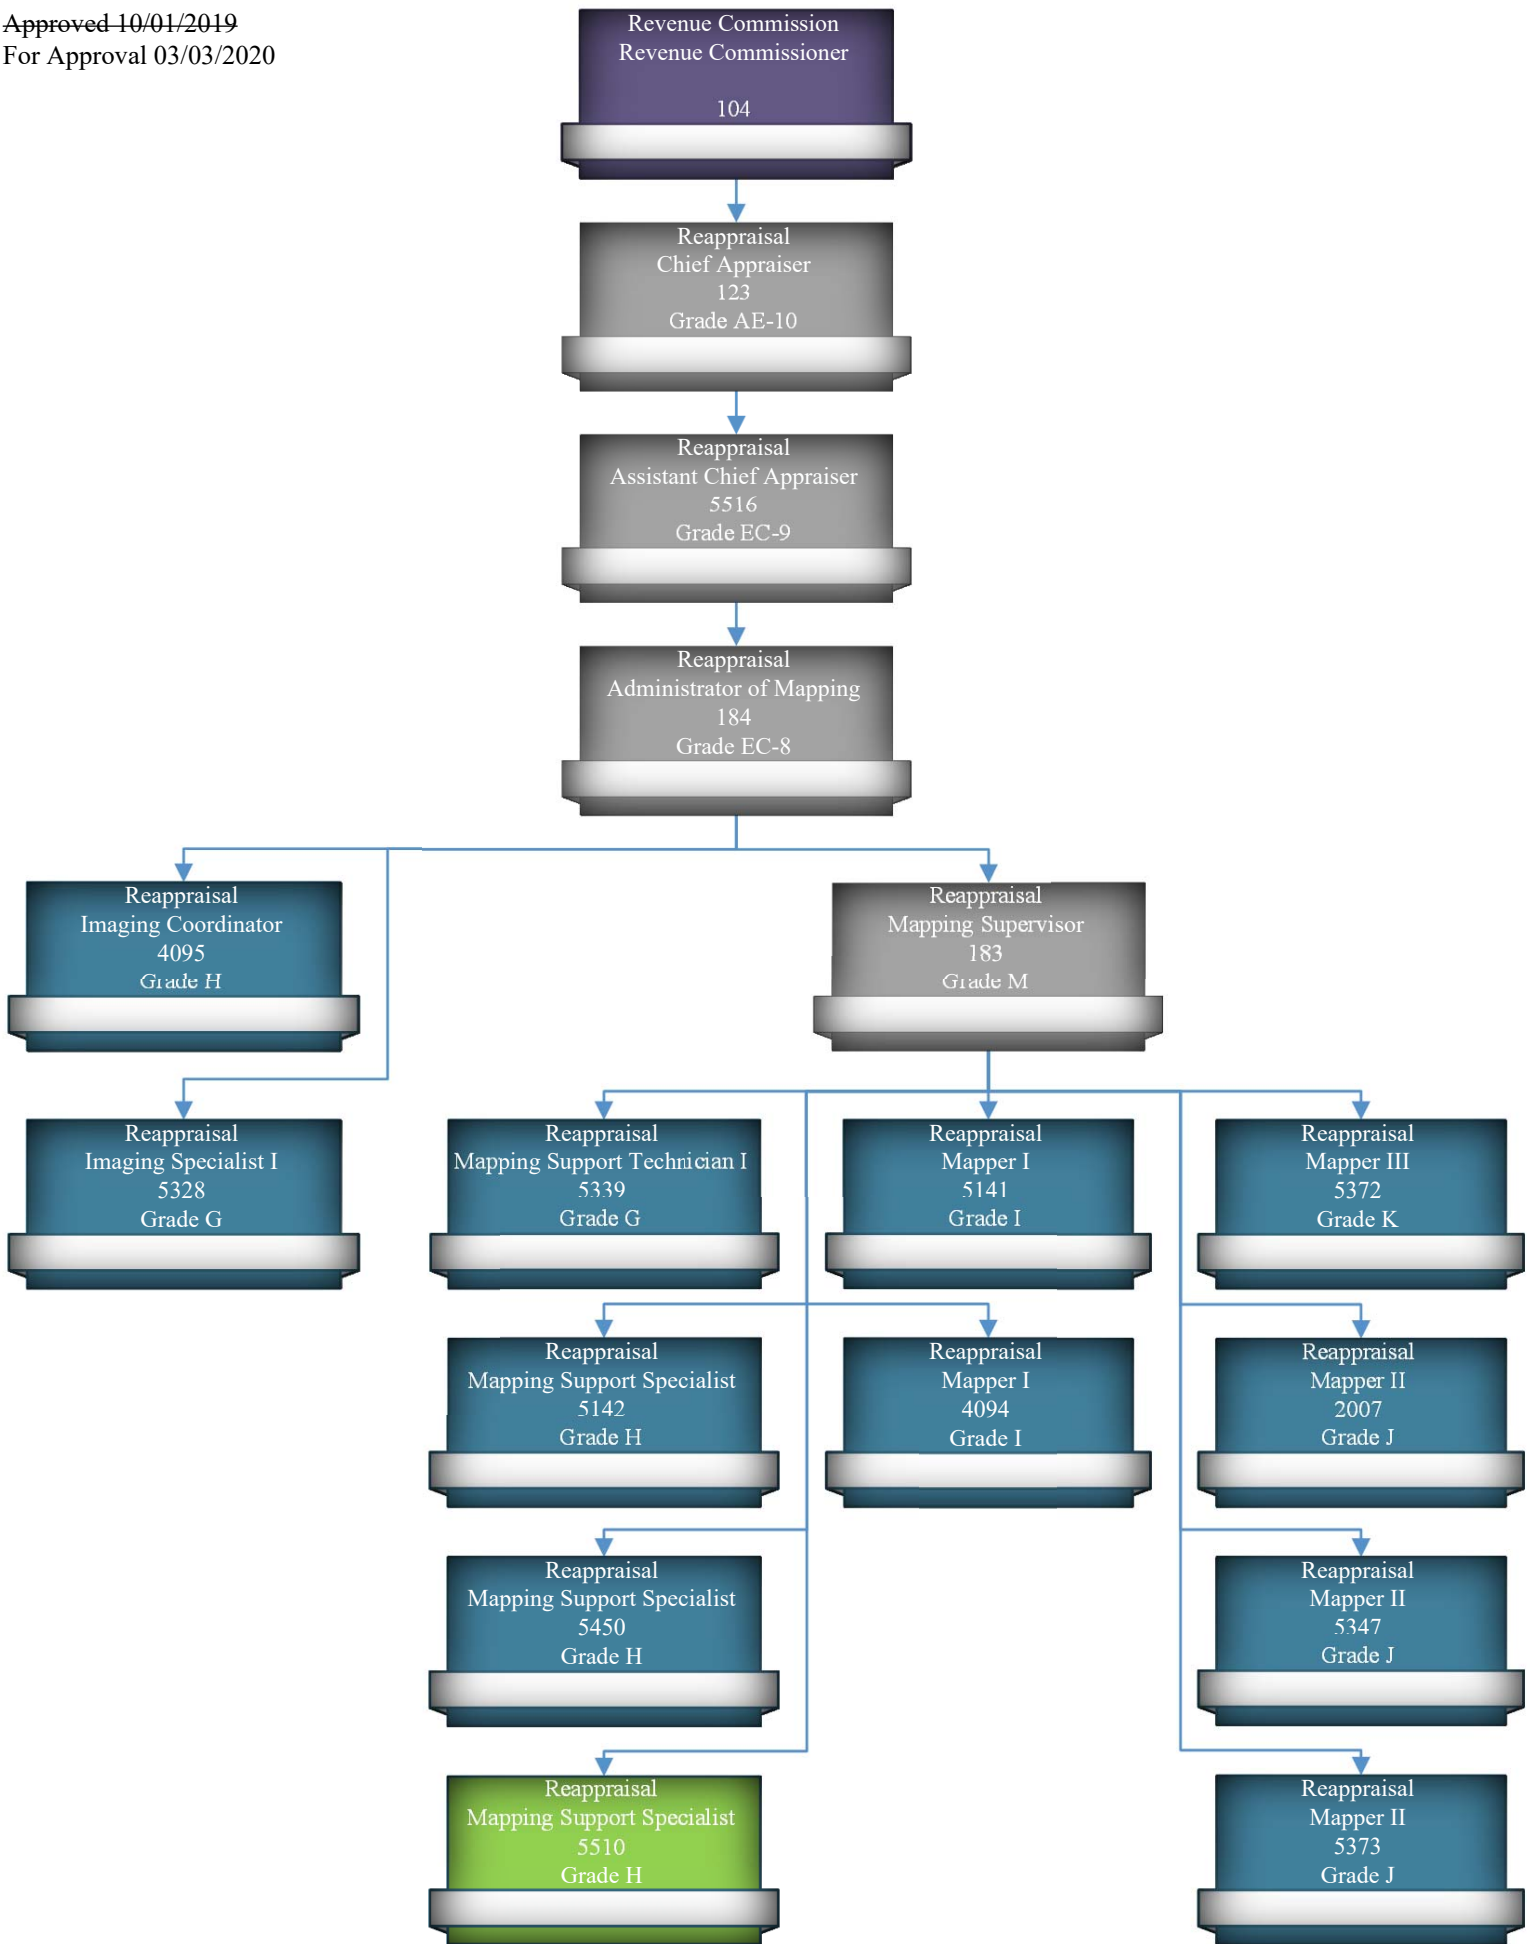 Approved 10/01/2019
For Approval 03/03/2020
Revenue Commission
Revenue Commissioner
104
Reappraisal
Chief Appraiser
123
Grade AE-10
Reappraisal
Assistant Chief Appraiser
5516
Grade EC-9
Reappraisal
Administrator of Mapping
184
Grade EC-8
Reappraisal
Imaging Coordinator
4095
Grade H
Reappraisal
Mapping Supervisor
183
Grade M
Reappraisal
Imaging Specialist I
5328
Grade G
Reappraisal
Mapping Support Technician I
5339
Grade G
Reappraisal
Mapper I
5141
Grade I
Reappraisal
Mapper III
5372
Grade K
Reappraisal
Mapping Support Specialist
5142
Grade H
Reappraisal
Mapper I
4094
Grade I
Reappraisal
Mapper II
2007
Grade J
Reappraisal
Mapping Support Specialist
5450
Grade H
Reappraisal
Mapper II
5347
Grade J
Reappraisal
Mapping Support Specialist
5510
Grade H
Reappraisal
Mapper II
5373
Grade J